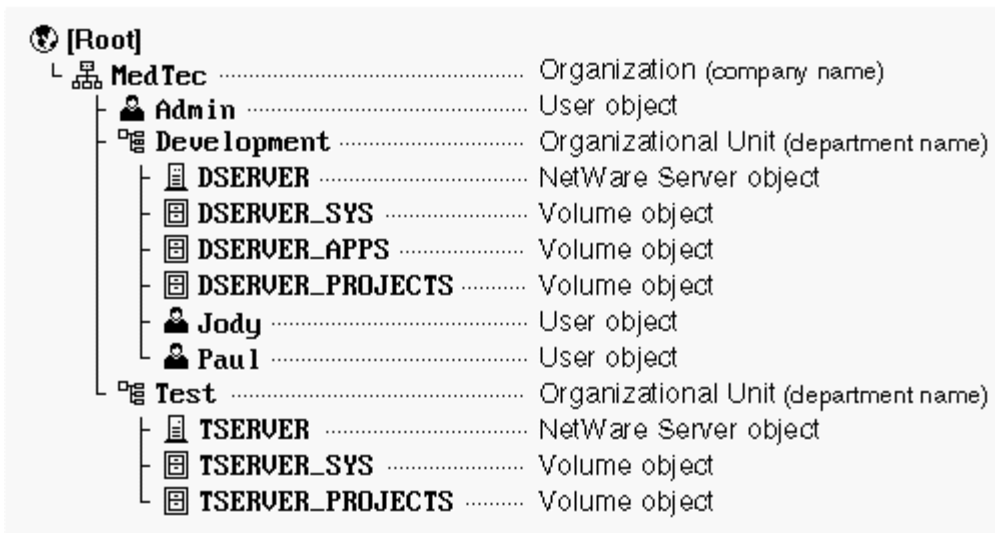 [Root]
MedTec Organization (company name)
Admin User object
Development Organizational Unit (department name)
DSERVER NetWare Server object
DSERVER_SYS Volume object
DSERVER_APPS Volume object
DSERVER_PROJECTS Volume object
Jody User object
Paul User object
Test Organizational Unit (department name)
TSERVER NetWare Server object
TSERVER_SYS Volume object
TSERVER_PROJECTS Volume object